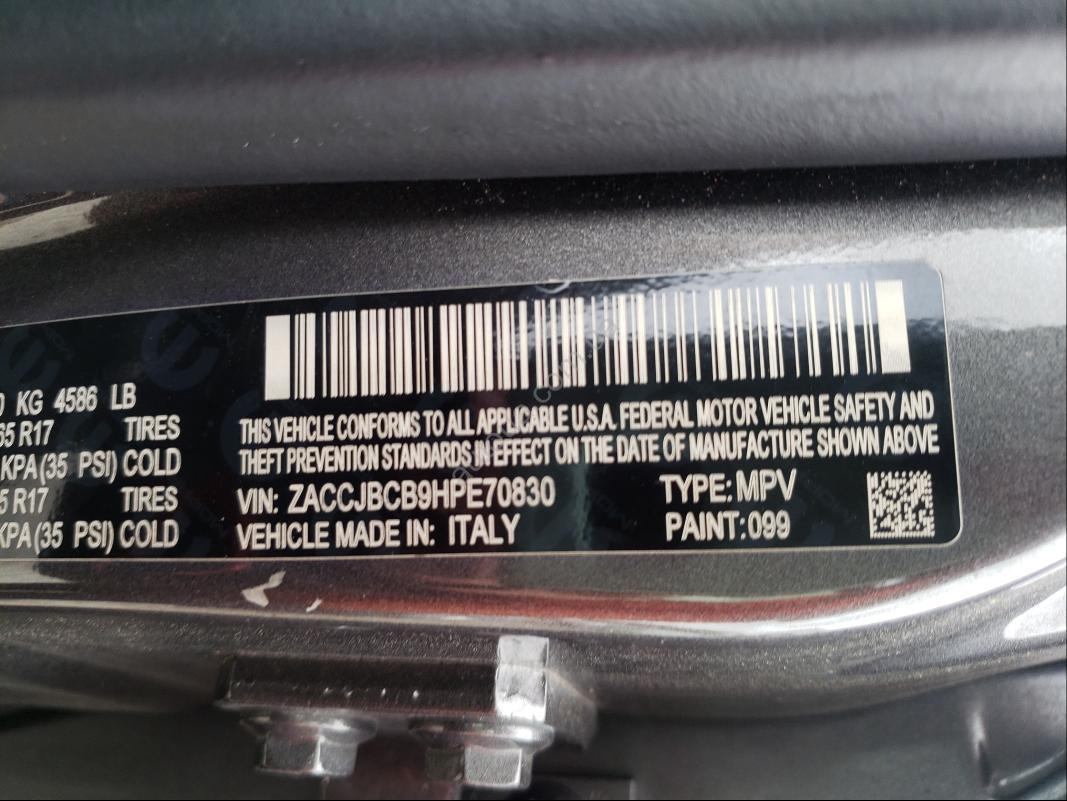 KG 4586 LB
65 R17 TIRES
KPA (35 PSI) COLD
5 R17 TIRES
KPA (35 PSI) COLD
THIS VEHICLE CONFORMS TO ALL APPLICABLE U.S.A. FEDERAL MOTOR VEHICLE SAFETY AND
THEFT PREVENTION STANDARDS IN EFFECT ON THE DATE OF MANUFACTURE SHOWN ABOVE
VIN: ZACCJBCB9HPE70830 TYPE: MPV
VEHICLE MADE IN: ITALY PAINT: 099